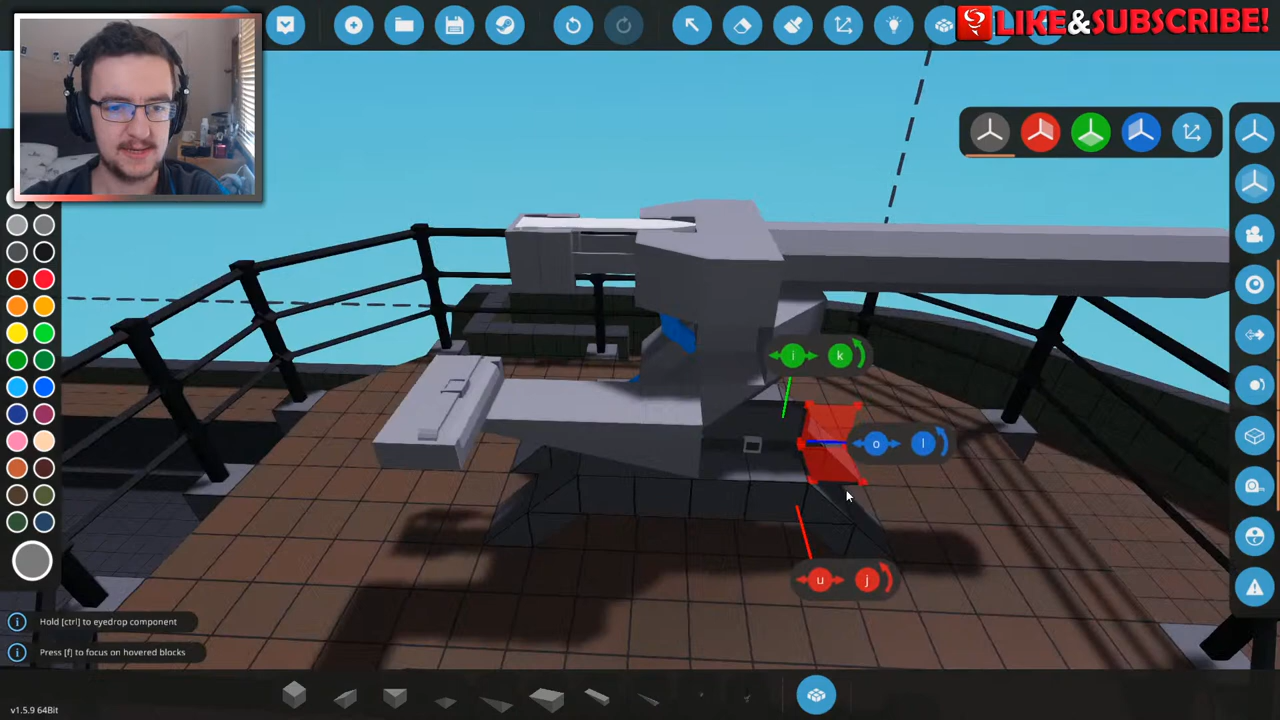 LIKE&SUBSCRIBE!
i k
o l
u j
Hold [ctrl] to eyedrop component
Press [f] to focus on hovered blocks
v1.5.9 64Bit